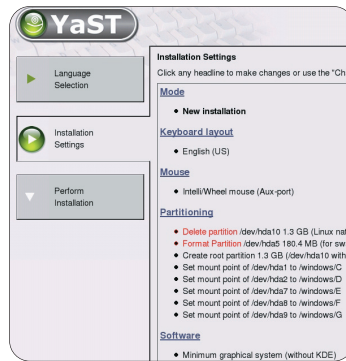 YaST
Language
Selection
Installation
Settings
Perform
Installation
Installation Settings
Click any headline to make changes or use the "Ch
Mode
New installation
Keyboard layout
English (US)
Mouse
Intelli/Wheel mouse (Aux-port)
Partitioning
Delete partition /dev/hda10 1.3 GB (Linux nat
Format Partition /dev/hda5 180.4 MB (for sw
Create root partition 1.3 GB (/dev/hda10 with
Set mount point of /dev/hda1 to /windows/C
Set mount point of /dev/hda2 to /windows/D
Set mount point of /dev/hda7 to /windows/E
Set mount point of /dev/hda8 to /windows/F
Set mount point of /dev/hda9 to /windows/G
Software
Minimum graphical system (without KDE)